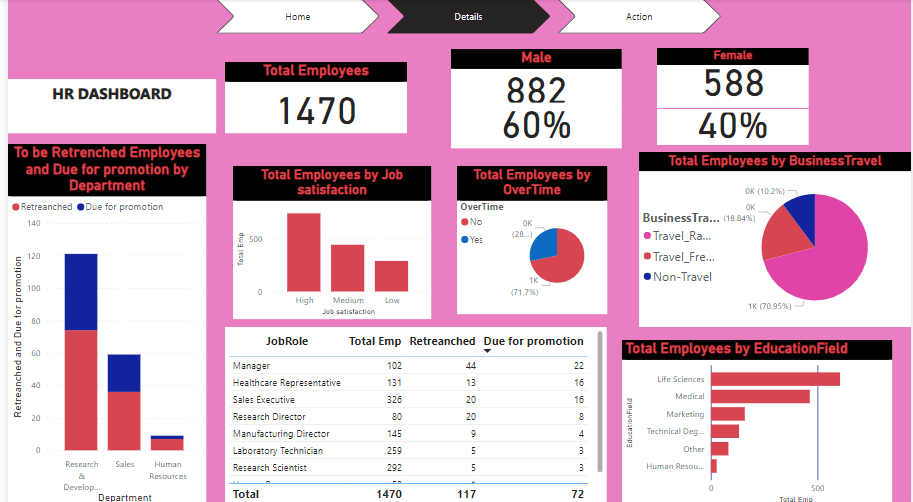 Home
Details
Action
HR DASHBOARD
Total Employees
1470
Male
882
60%
Female
588
40%
To be Retrenched Employees
and Due for promotion by
Department
Retreanched
Due for promotion
Retreanched and Due for promotion
140
120
100
80
60
40
20
0
Research
&
Develop...
Sales
Human
Resources
Department
Total Employees by Job
satisfaction
Total Emp
500
0
High
Medium
Low
Job satisfaction
Total Employees by
OverTime
OverTime
No
Yes
0K
(28...)
1K
(71.7%)
Total Employees by BusinessTravel
BusinessTra...
Travel_Ra...
Travel_Fre...
Non-Travel
0K (10.2%)
0K
(18.84%)
1K (70.95%)
JobRole Total Emp Retreanched Due for promotion
Manager 102 44 22
Healthcare Representative 131 13 16
Sales Executive 326 20 16
Research Director 80 20 8
Manufacturing Director 145 9 4
Laboratory Technician 259 5 3
Research Scientist 292 5 3
Total 1470 117 72
Total Employees by EducationField
EducationField
Life Sciences
Medical
Marketing
Technical Deg...
Other
Human Resou...
0
500
Total Emp